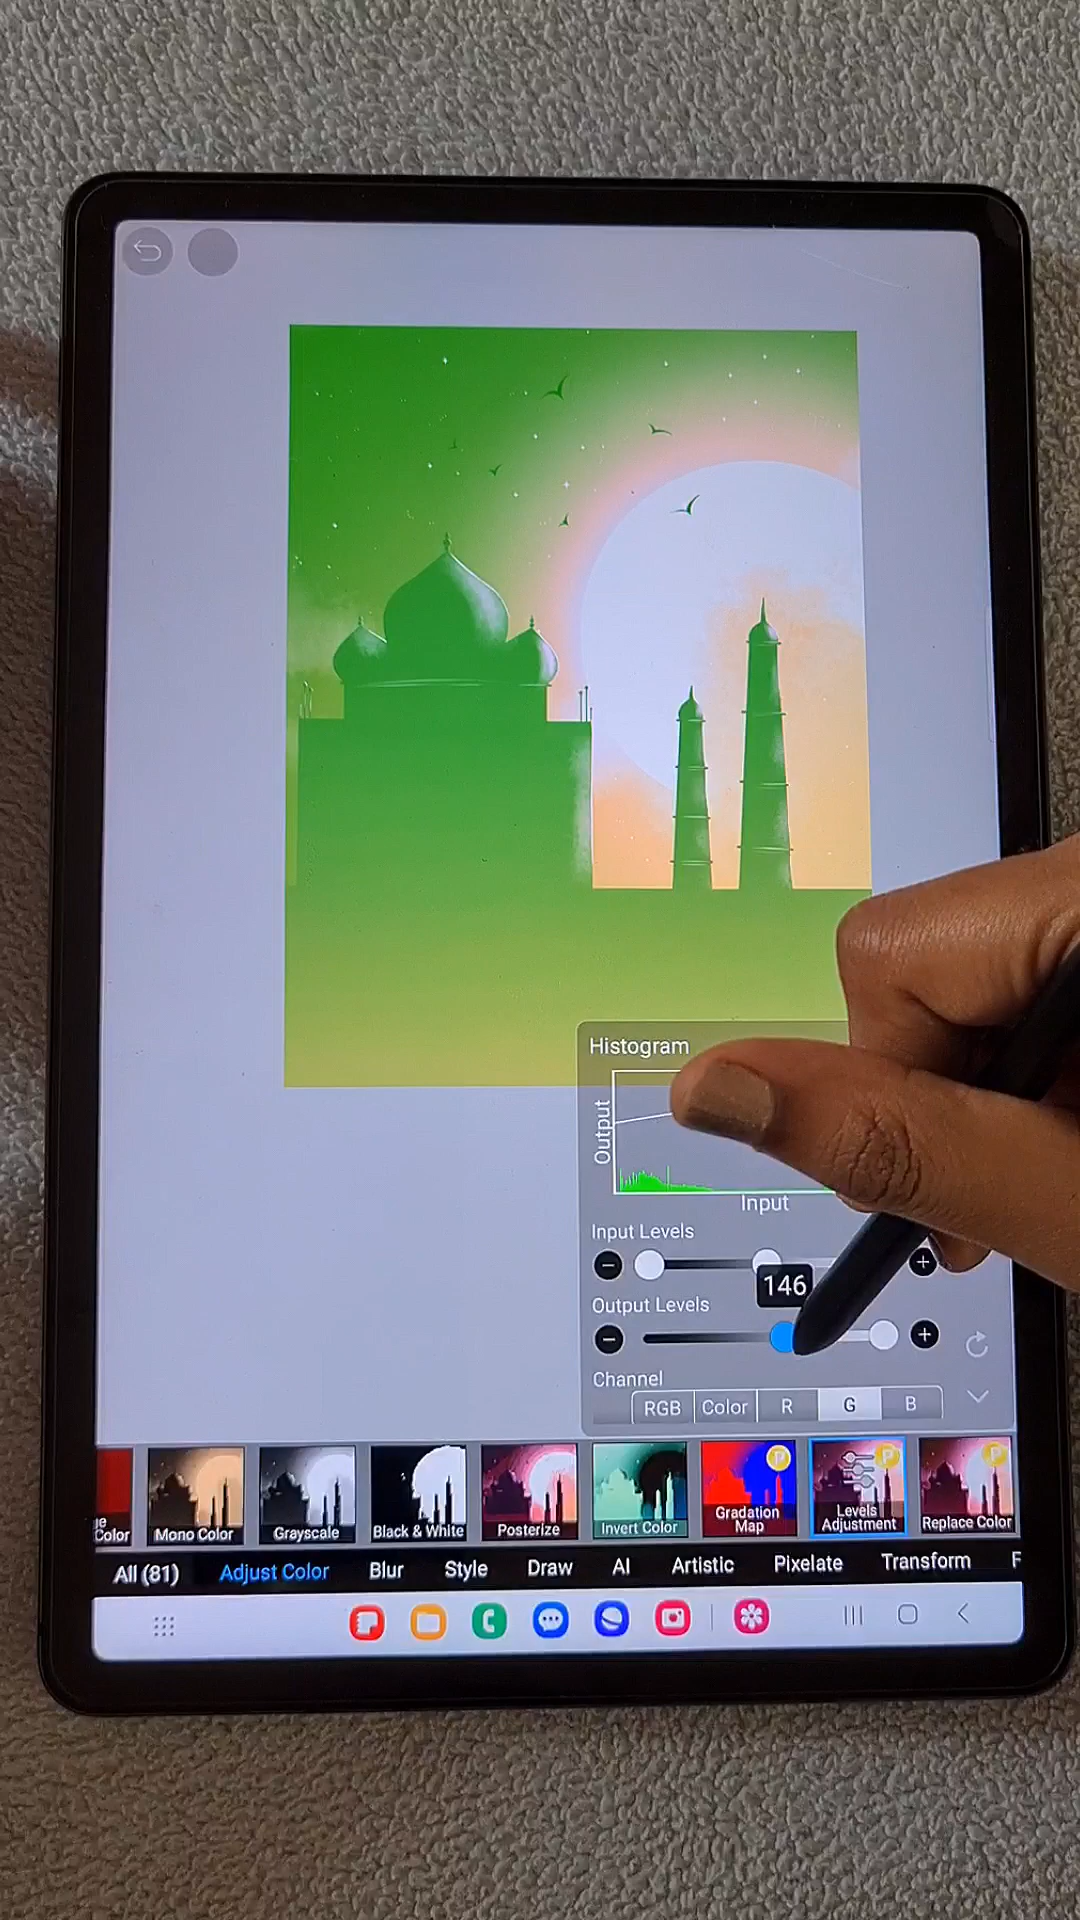 Histogram
Output
Input
Input Levels
146
Output Levels
Channel
RGB Color R G B
Color Mono Color Grayscale Black & White Posterize Invert Color Gradation Map P Levels Adjustment P Replace Color P
All (81) Adjust Color Blur Style Draw AI Artistic Pixelate Transform F